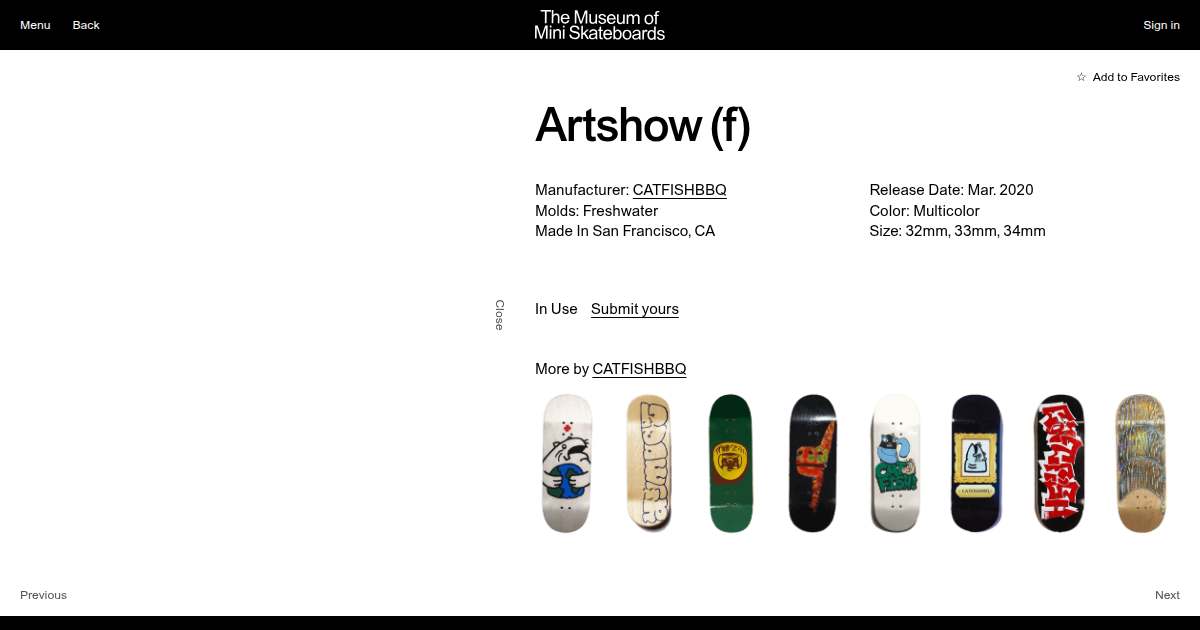 Menu
Back
The Museum of
Mini Skateboards
Sign in
☆ Add to Favorites
Artshow (f)
Manufacturer: CATFISHBBQ
Molds: Freshwater
Made In San Francisco, CA
Release Date: Mar. 2020
Color: Multicolor
Size: 32mm, 33mm, 34mm
Close
In Use
Submit yours
More by CATFISHBBQ
CATFISHBBQ
Previous
Next